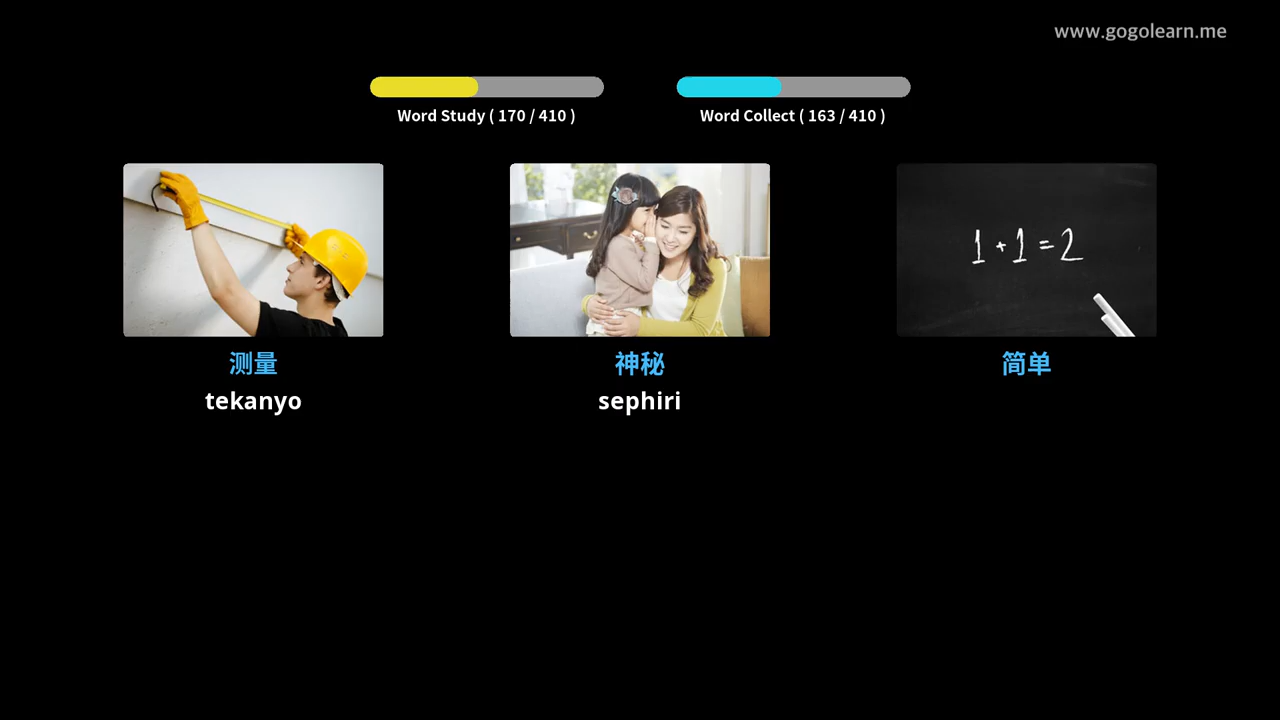 www.gogolearn.me
Word Study ( 170 / 410 )
Word Collect ( 163 / 410 )
1 + 1 = 2
测量
神秘
简单
tekanyo
sephiri